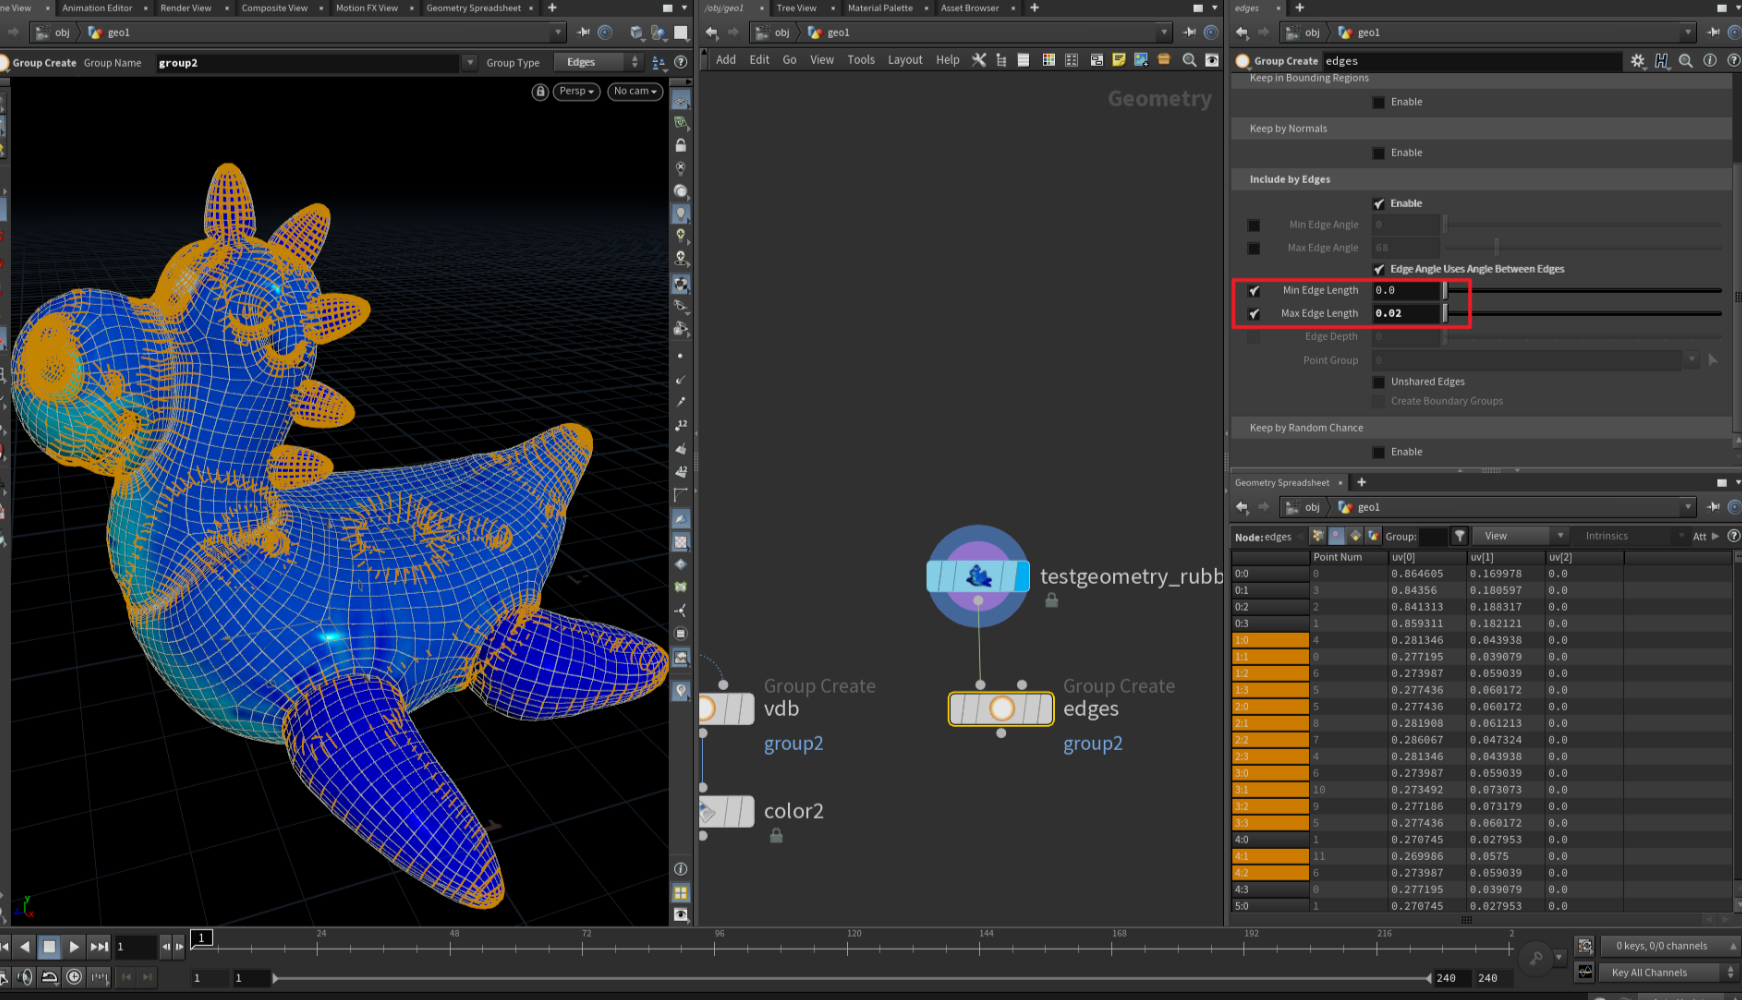 ne View
Animation Editor
Render View
Composite View
Motion FX View
Geometry Spreadsheet
/obj/geo1
Tree View
Material Palette
Asset Browser
edges
obj
geo1
obj
geo1
obj
geo1
Group Create
Group Name
group2
Group Type
Edges
Add
Edit
Go
View
Tools
Layout
Help
Group Create
edges
Persp
No cam
Geometry
Keep in Bounding Regions
Enable
Keep by Normals
Enable
Include by Edges
Enable
Min Edge Angle
0
Max Edge Angle
68
Edge Angle Uses Angle Between Edges
Min Edge Length
0.0
Max Edge Length
0.02
Edge Depth
0
Point Group
0
Unshared Edges
Create Boundary Groups
Keep by Random Chance
Enable
12
42
testgeometry_rubb
Group Create
vdb
group2
color2
Group Create
edges
group2
Geometry Spreadsheet
obj
geo1
Node: edges
Group:
View
Intrinsics
Att
Point Num uv[0] uv[1] uv[2]
0:0 0 0.864605 0.169978 0.0
0:1 3 0.84356 0.180597 0.0
0:2 2 0.841313 0.188317 0.0
0:3 1 0.859311 0.182121 0.0
1:0 4 0.281346 0.043938 0.0
1:1 0 0.277195 0.039079 0.0
1:2 6 0.273987 0.059039 0.0
1:3 5 0.277436 0.060172 0.0
2:0 5 0.277436 0.060172 0.0
2:1 8 0.281908 0.061213 0.0
2:2 7 0.286067 0.047324 0.0
2:3 4 0.281346 0.043938 0.0
3:0 6 0.273987 0.059039 0.0
3:1 10 0.273492 0.073073 0.0
3:2 9 0.277186 0.073179 0.0
3:3 5 0.277436 0.060172 0.0
4:0 1 0.270745 0.027953 0.0
4:1 11 0.269986 0.0575 0.0
4:2 6 0.273987 0.059039 0.0
4:3 0 0.277195 0.039079 0.0
5:0 1 0.270745 0.027953 0.0
y
x
1
1
24
48
72
96
120
144
168
192
216
2
0 keys, 0/0 channels
1
1
240
240
Key All Channels